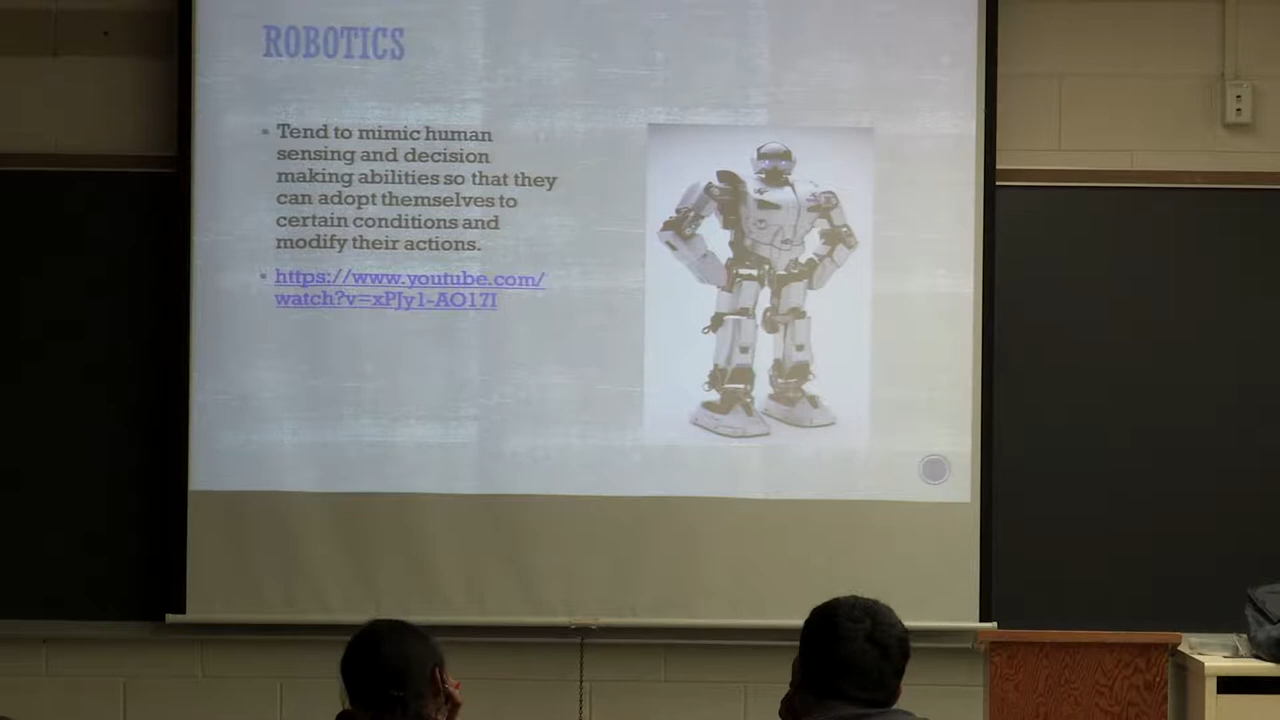 ROBOTICS
Tend to mimic human
sensing and decision
making abilities so that they
can adopt themselves to
certain conditions and
modify their actions.
https://www.youtube.com/
watch?v=xPJy1-AO17I